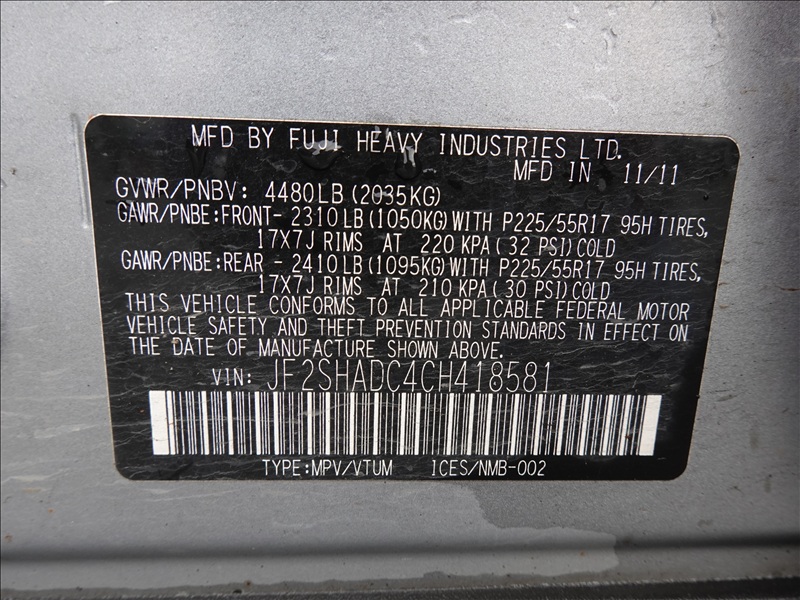 MFD BY FUJI HEAVY INDUSTRIES LTD.
MFD IN 11/11
GVWR/PNBV: 4480LB(2035KG)
GAWR/PNBE:FRONT- 2310LB(1050KG)WITH P225/55R17 95H TIRES,
17X7J RIMS AT 220 KPA(32 PSI)COLD
GAWR/PNBE:REAR - 2410LB(1095KG)WITH P225/55R17 95H TIRES,
17X7J RIMS AT 210 KPA(30 PSI)COLD
THIS VEHICLE CONFORMS TO ALL APPLICABLE FEDERAL MOTOR
VEHICLE SAFETY AND THEFT PREVENTION STANDARDS IN EFFECT ON
THE DATE OF MANUFACTURE SHOWN ABOVE.
VIN: JF2SHADC4CH418581
TYPE:MPV/VTUM ICES/NMB-002